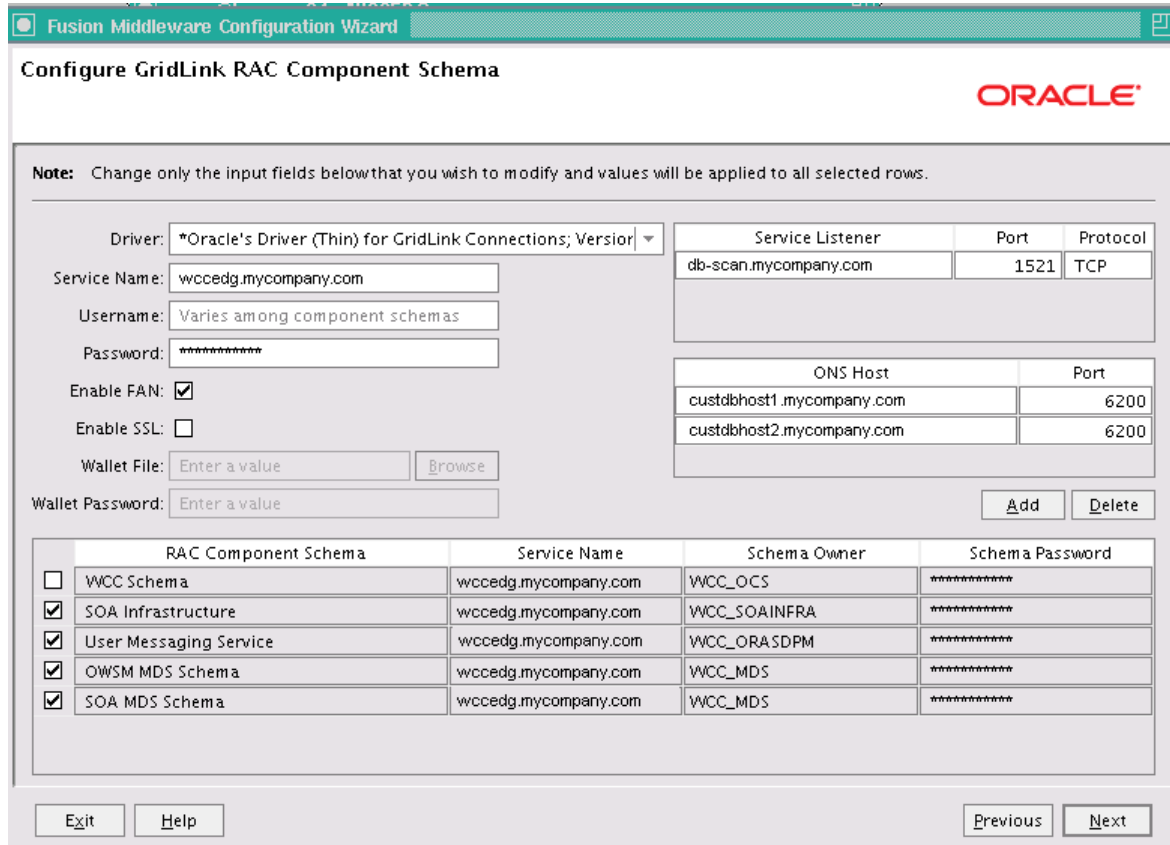 Fusion Middleware Configuration Wizard
Configure GridLink RAC Component Schema
ORACLE
Note: Change only the input fields below that you wish to modify and values will be applied to all selected rows.
Driver: *Oracle's Driver (Thin) for GridLink Connections; Version
Service Name: wccedg.mycompany.com
Username: Varies among component schemas
Password: ***********
Enable FAN:
Enable SSL:
Wallet File: Enter a value Browse
Wallet Password: Enter a value
Service Listener Port Protocol
db-scan.mycompany.com 1521 TCP
ONS Host Port
custdbhost1.mycompany.com 6200
custdbhost2.mycompany.com 6200
Add Delete
RAC Component Schema Service Name Schema Owner Schema Password
WCC Schema wccedg.mycompany.com WCC_OCS ***********
SOA Infrastructure wccedg.mycompany.com WCC_SOAINFRA ***********
User Messaging Service wccedg.mycompany.com WCC_ORASDPM ***********
OWSM MDS Schema wccedg.mycompany.com WCC_MDS ***********
SOA MDS Schema wccedg.mycompany.com WCC_MDS ***********
Exit Help Previous Next